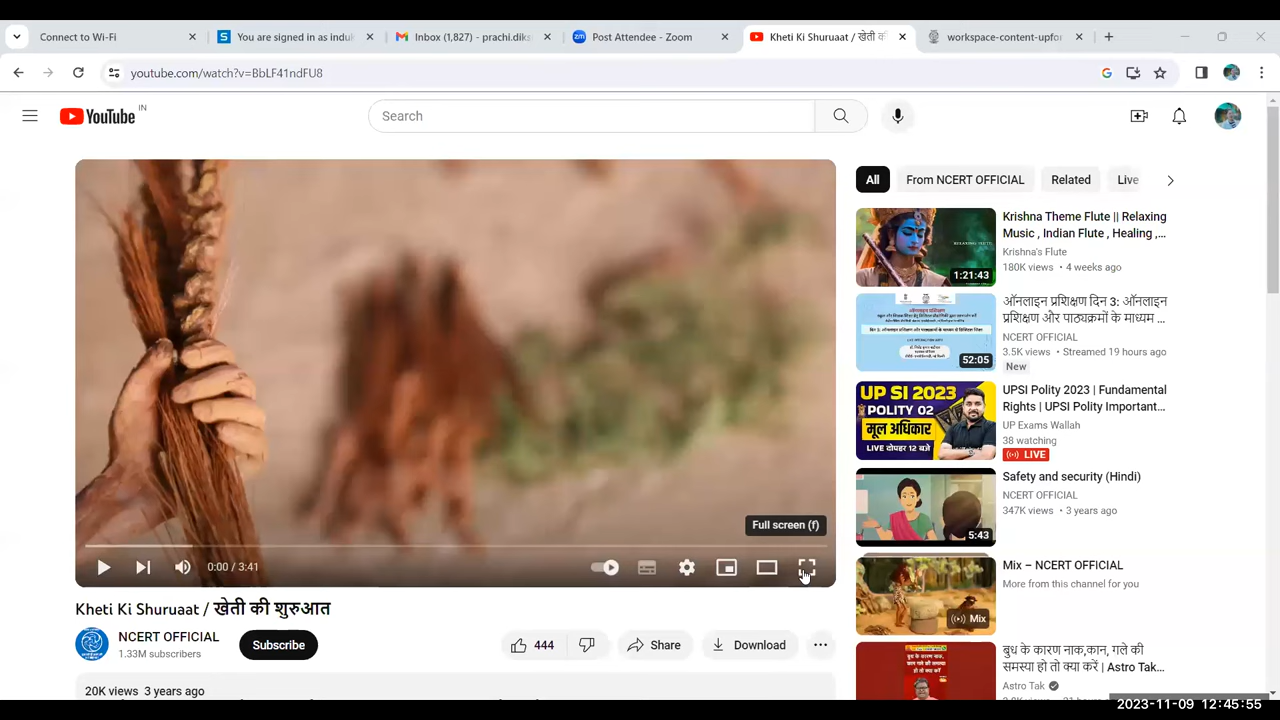 Connect to Wi-Fi
You are signed in as induk
Inbox (1,827) - prachi.diks
Post Attendee - Zoom
Kheti Ki Shuruaat / खेती की
workspace-content-upfor
youtube.com/watch?v=BbLF41ndFU8
YouTube IN
Search
All
From NCERT OFFICIAL
Related
Live
Krishna Theme Flute || Relaxing
Music , Indian Flute , Healing ,...
Krishna's Flute
180K views • 4 weeks ago
1:21:43
ऑनलाइन प्रशिक्षण दिन 3: ऑनलाइन
प्रशिक्षण और पाठ्यक्रमों के माध्यम ...
NCERT OFFICIAL
3.5K views • Streamed 19 hours ago
New
52:05
UP SI 2023
POLITY 02
मूल अधिकार
LIVE दोपहर 12 बजे
UPSI Polity 2023 | Fundamental
Rights | UPSI Polity Important...
UP Exams Wallah
38 watching
LIVE
Safety and security (Hindi)
NCERT OFFICIAL
347K views • 3 years ago
5:43
Full screen (f)
0:00 / 3:41
Mix – NCERT OFFICIAL
More from this channel for you
Mix
Kheti Ki Shuruaat / खेती की शुरुआत
NCERT OFFICIAL
1.33M subscribers
Subscribe
444
Share
Download
बुध के कारण नाक,कान, गले की
समस्या हो तो क्या करें | Astro Tak...
Astro Tak
20K views 3 years ago
2023-11-09 12:45:55